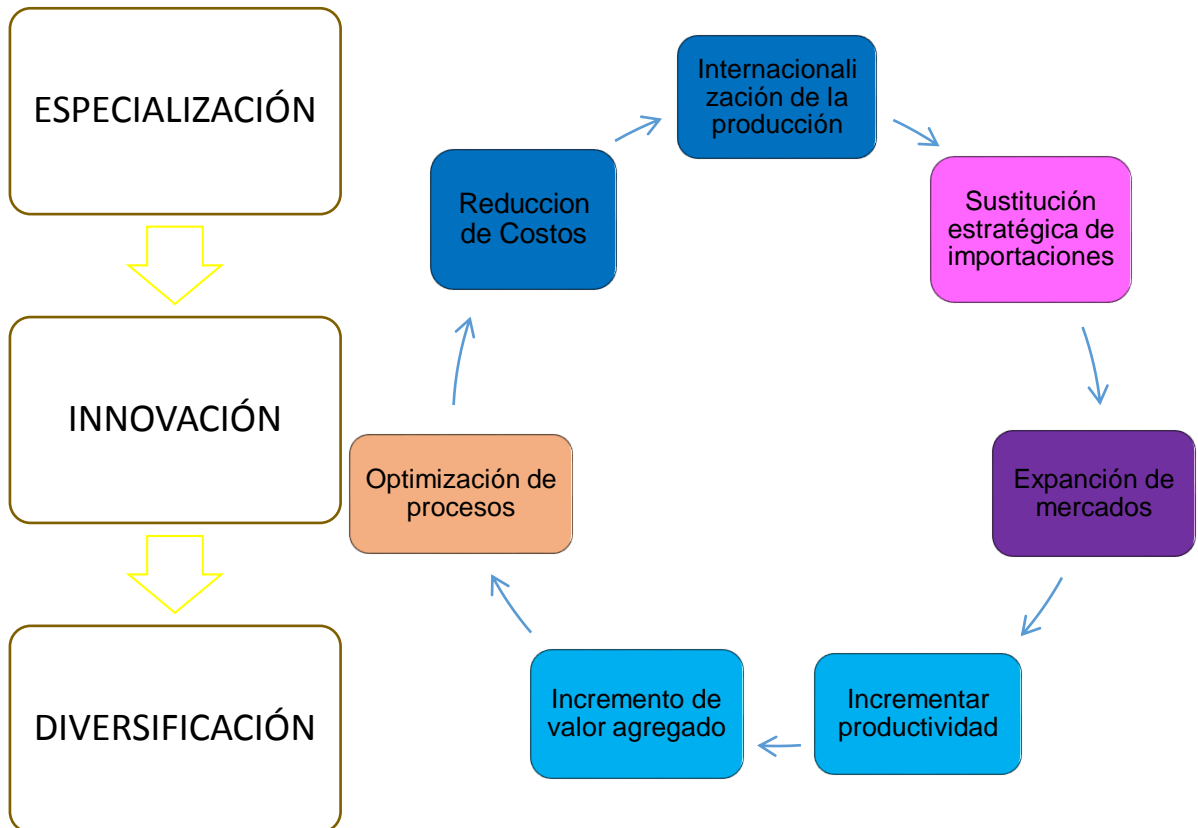 ESPECIALIZACIÓN
INNOVACIÓN
DIVERSIFICACIÓN
Internacionali
zación de la
producción
Sustitución
estratégica de
importaciones
Expanción de
mercados
Incrementar
productividad
Incremento de
valor agregado
Optimización de
procesos
Reduccion
de Costos